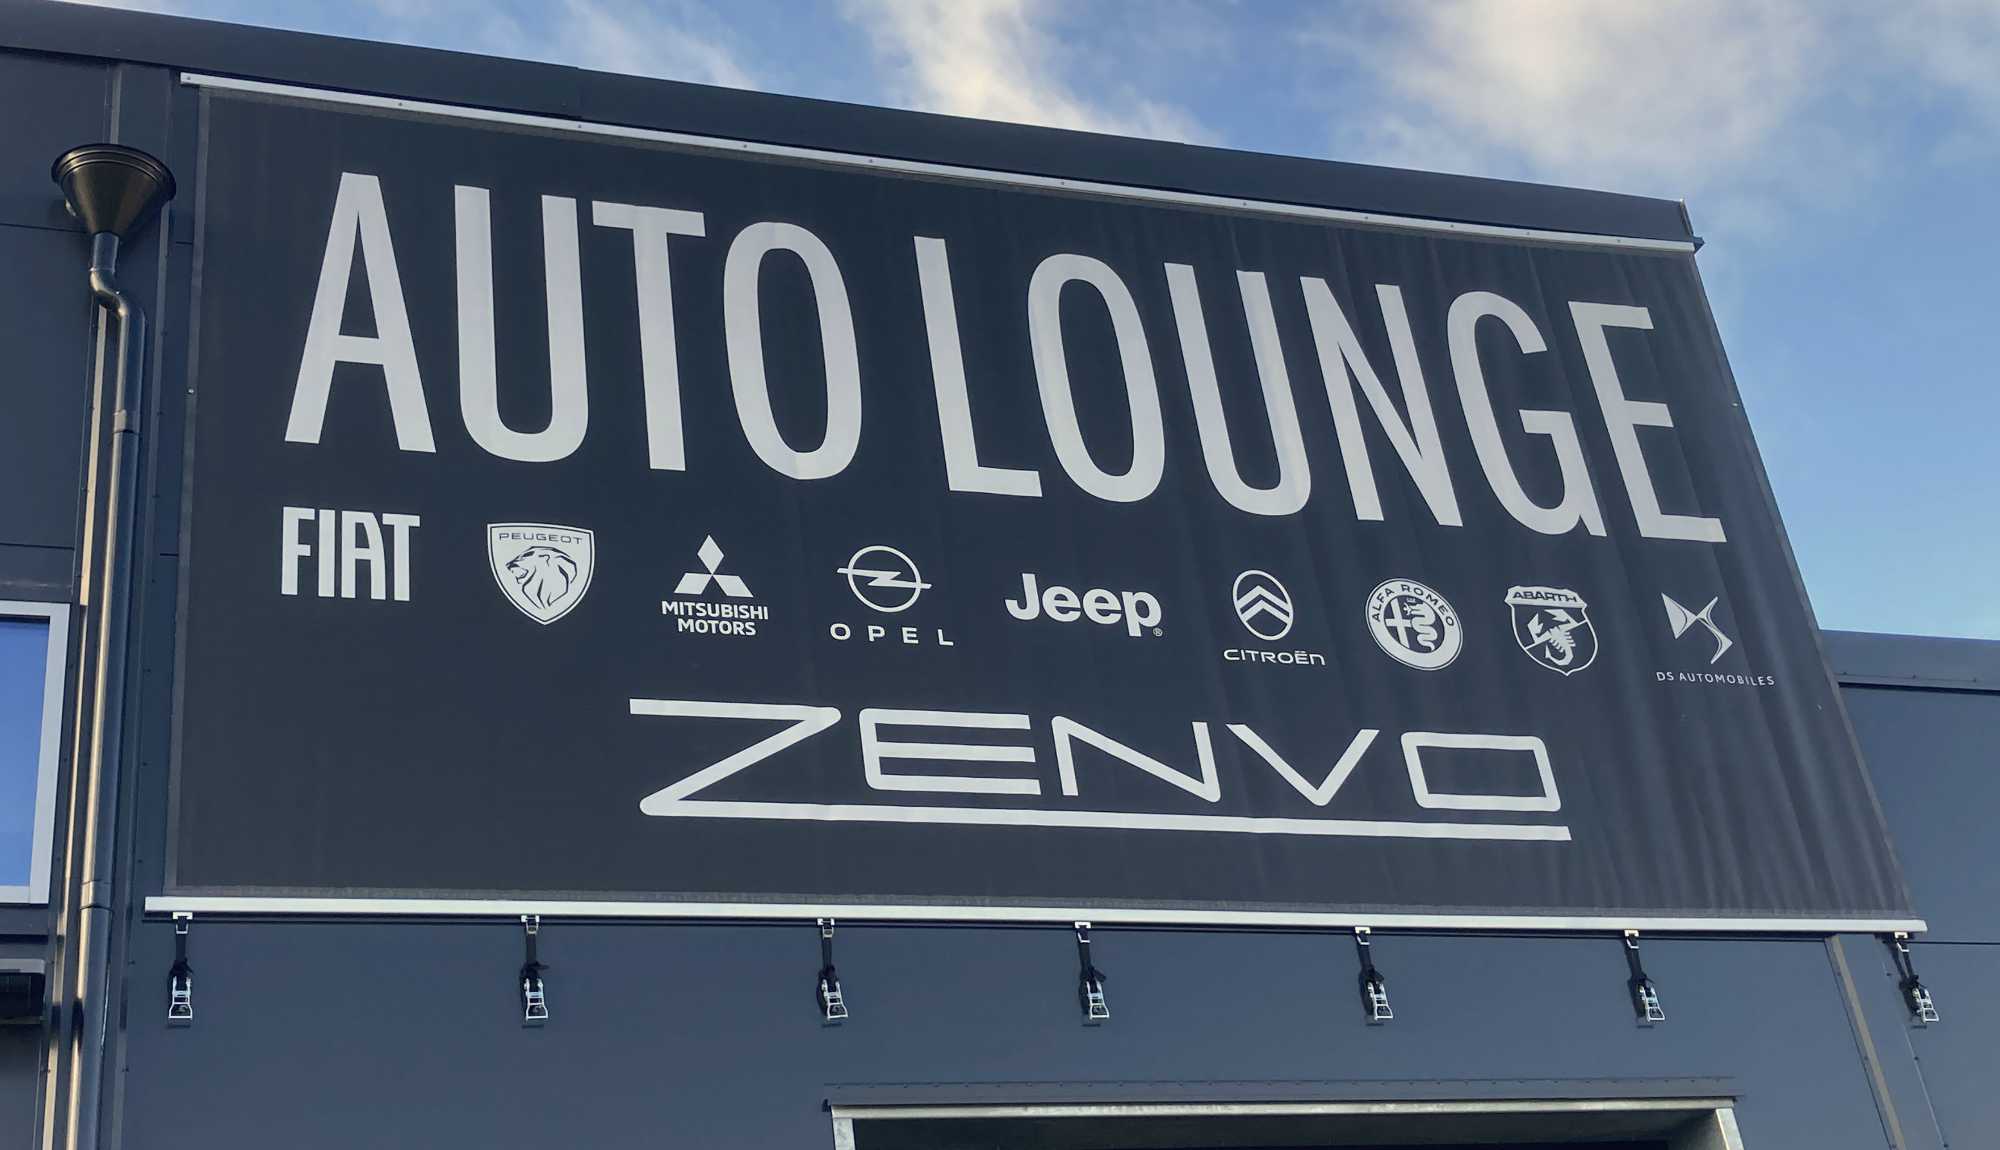 AUTO LOUNGE
FIAT PEUGEOT MITSUBISHI MOTORS OPEL Jeep® CITROËN ALFA ROMEO ABARTH DS AUTOMOBILES
ZENVO